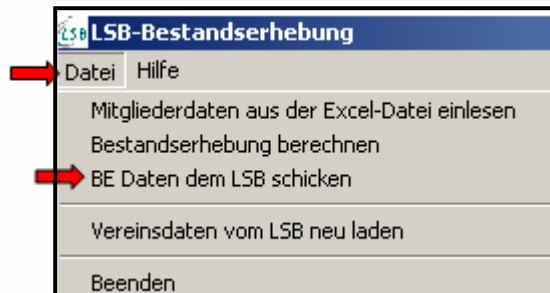 LSB LSB-Bestandserhebung
Datei Hilfe
Mitgliederdaten aus der Excel-Datei einlesen
Bestandserhebung berechnen
BE Daten dem LSB schicken
Vereinsdaten vom LSB neu laden
Beenden